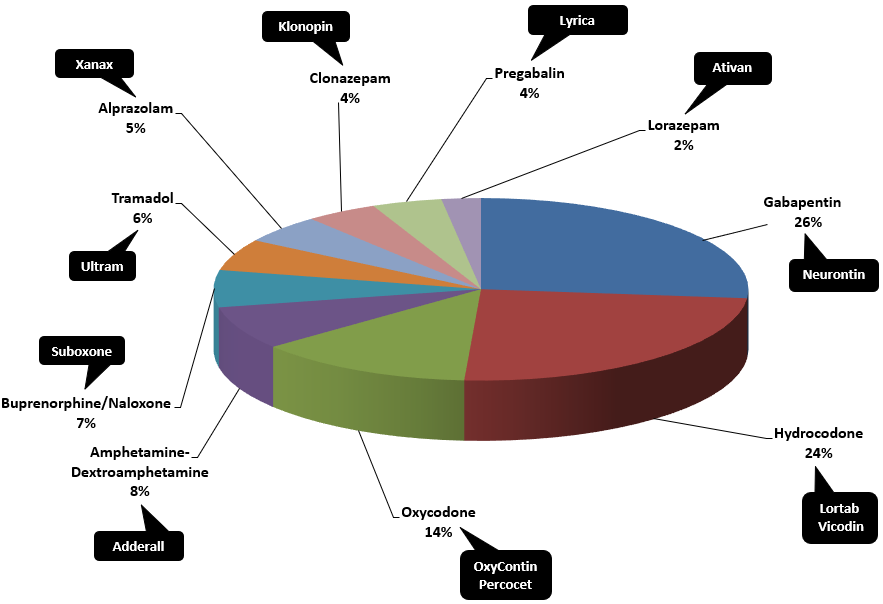 Klonopin
Clonazepam
4%
Lyrica
Pregabalin
4%
Xanax
Alprazolam
5%
Ativan
Lorazepam
2%
Tramadol
6%
Ultram
Gabapentin
26%
Neurontin
Suboxone
Buprenorphine/Naloxone
7%
Amphetamine-
Dextroamphetamine
8%
Adderall
Oxycodone
14%
OxyContin
Percocet
Hydrocodone
24%
Lortab
Vicodin